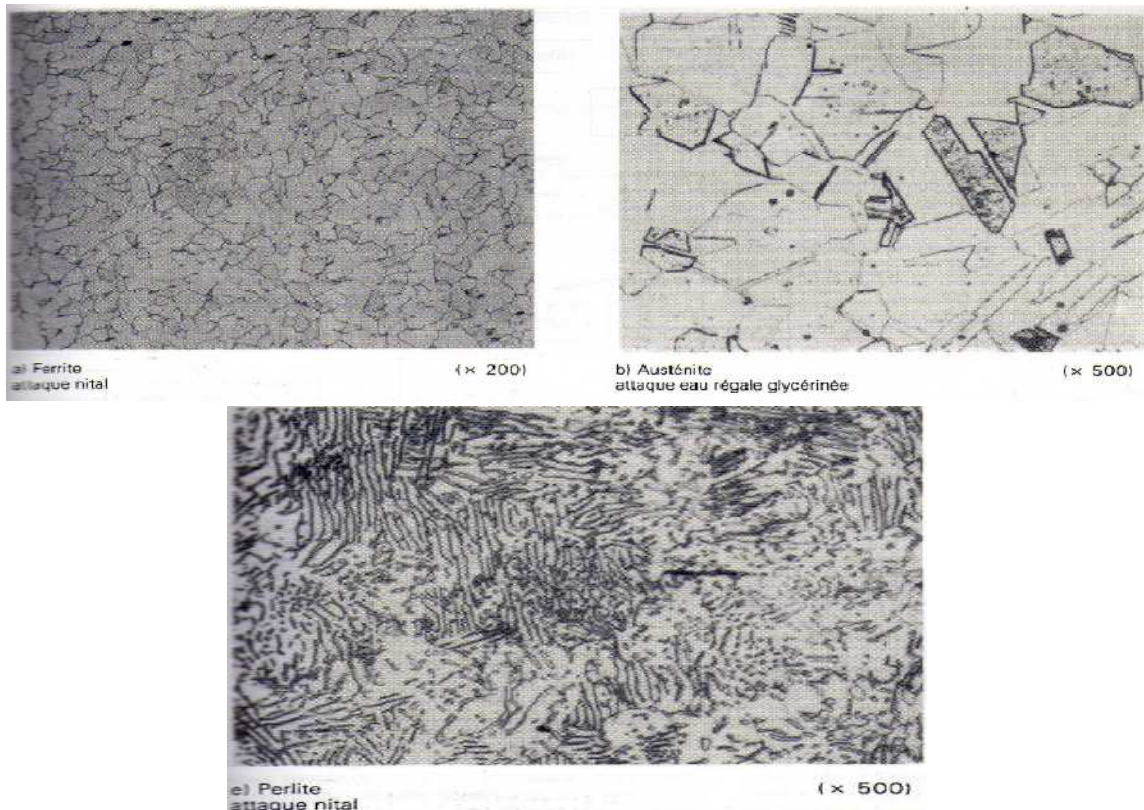 a) Ferrite (× 200)
attaque nital
b) Austénite (× 500)
attaque eau régale glycérinée
e) Perlite (× 500)
attaque nital